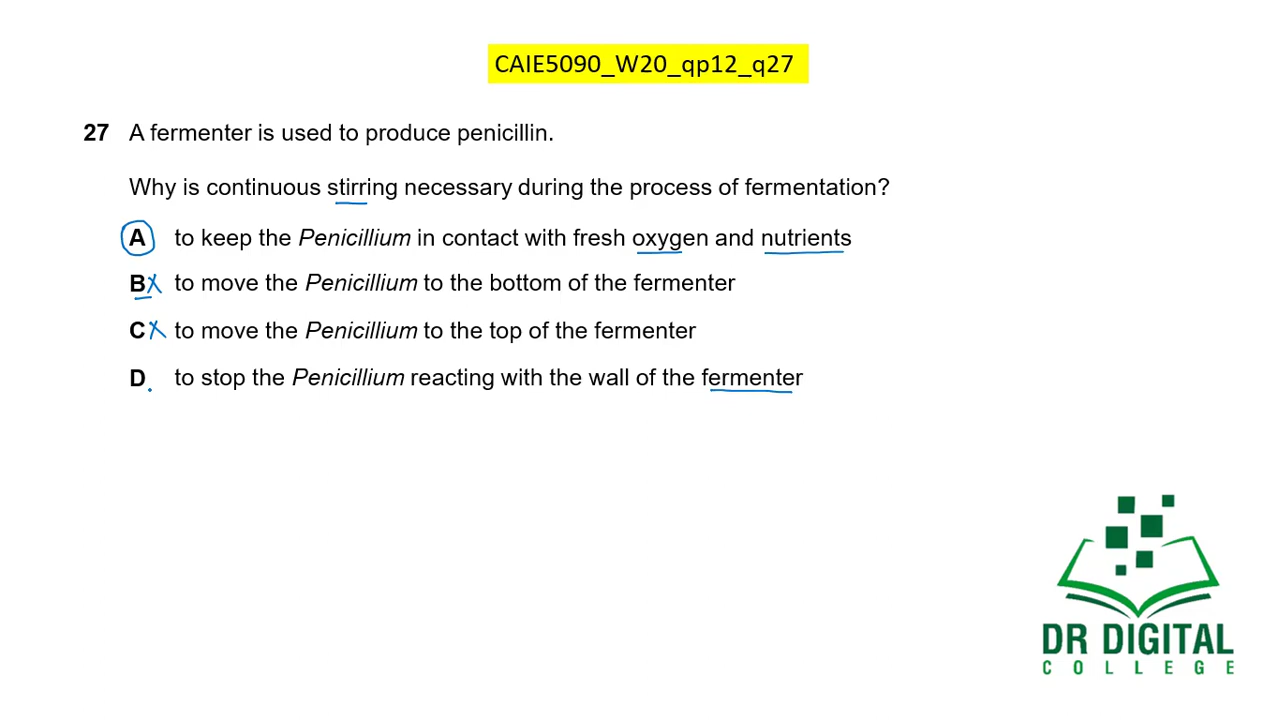 CAIE5090_W20_qp12_q27
27 A fermenter is used to produce penicillin.
Why is continuous stirring necessary during the process of fermentation?
A to keep the Penicillium in contact with fresh oxygen and nutrients
B to move the Penicillium to the bottom of the fermenter
C to move the Penicillium to the top of the fermenter
D to stop the Penicillium reacting with the wall of the fermenter
DR DIGITAL
COLLEGE